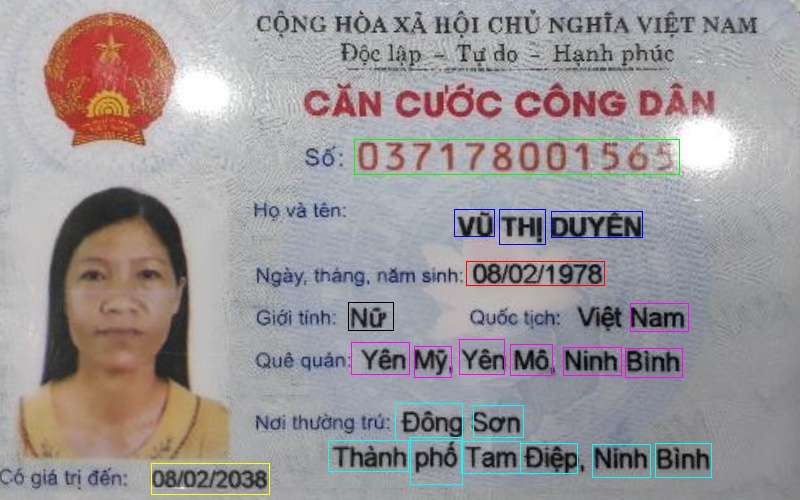 CỘNG HÒA XÃ HỘI CHỦ NGHĨA VIỆT NAM
Độc lập - Tự do - Hạnh phúc
CĂN CƯỚC CÔNG DÂN
Số: 037178001565
Họ và tên:
VŨ THỊ DUYÊN
Ngày, tháng, năm sinh: 08/02/1978
Giới tính: Nữ Quốc tịch: Việt Nam
Quê quán: Yên Mỹ, Yên Mô, Ninh Bình
Nơi thường trú: Đông Sơn
Thành phố Tam Điệp, Ninh Bình
Có giá trị đến: 08/02/2038